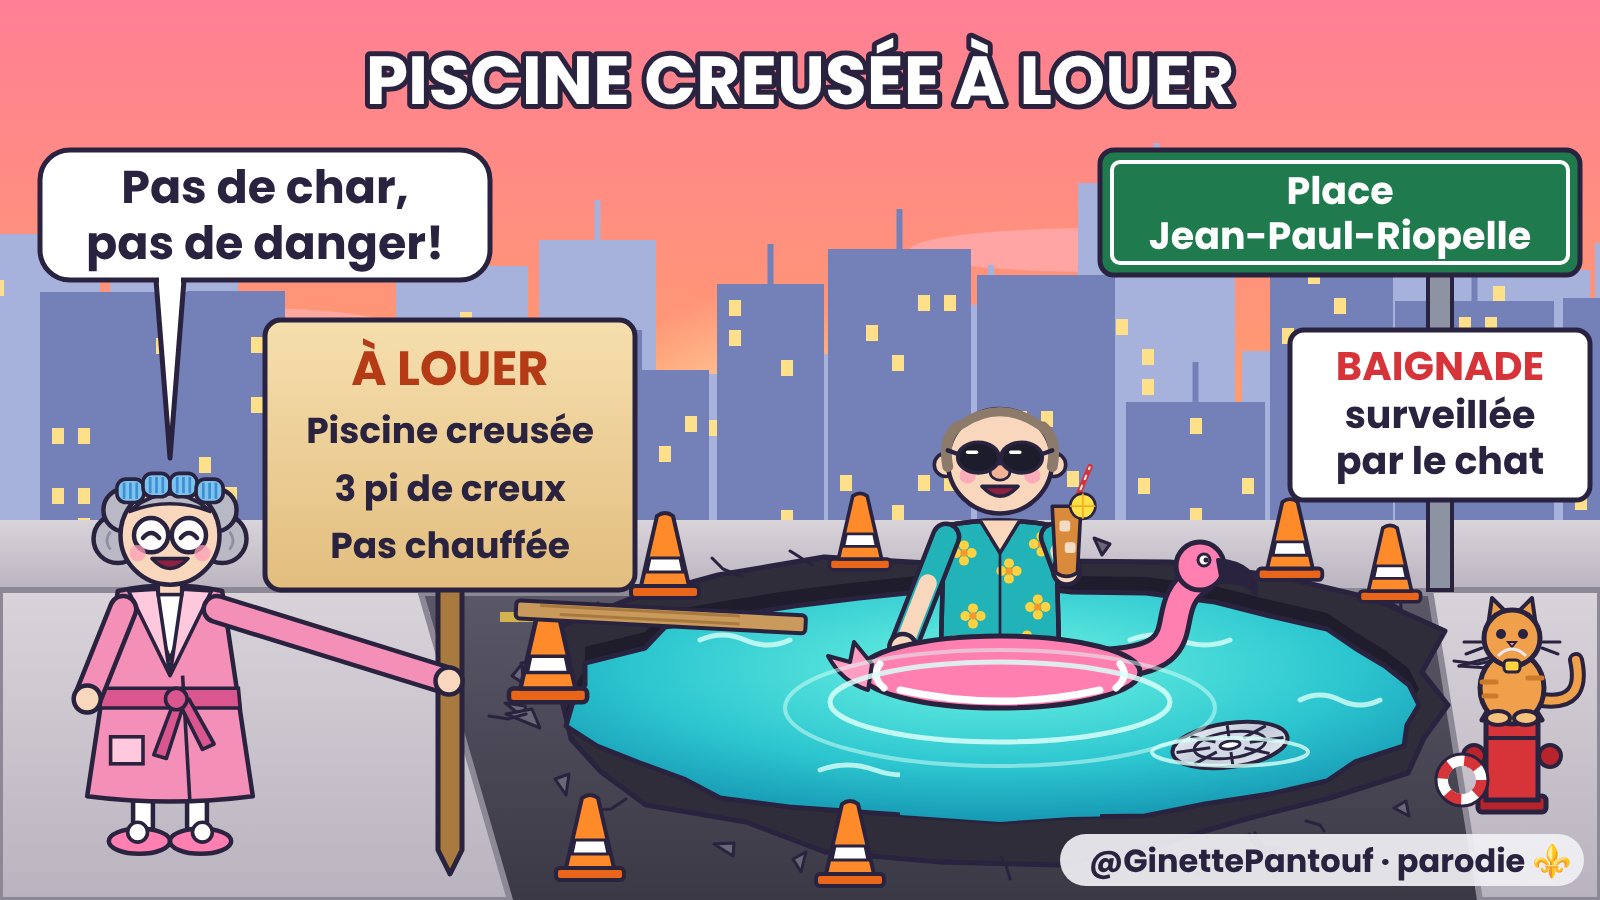 PISCINE CREUSÉE À LOUER
Pas de char,
pas de danger!
Place
Jean-Paul-Riopelle
À LOUER
Piscine creusée
3 pi de creux
Pas chauffée
BAIGNADE
surveillée
par le chat
@GinettePantouf · parodie ⚜️